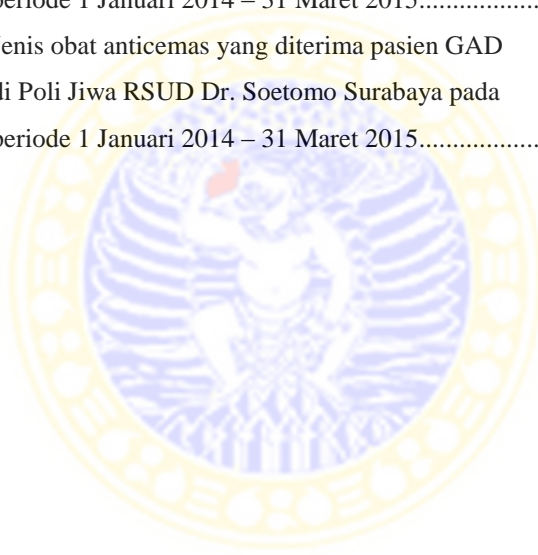 periode 1 Januari 2014 – 31 Maret 2015..................
Jenis obat anticemas yang diterima pasien GAD
di Poli Jiwa RSUD Dr. Soetomo Surabaya pada
periode 1 Januari 2014 – 31 Maret 2015..................